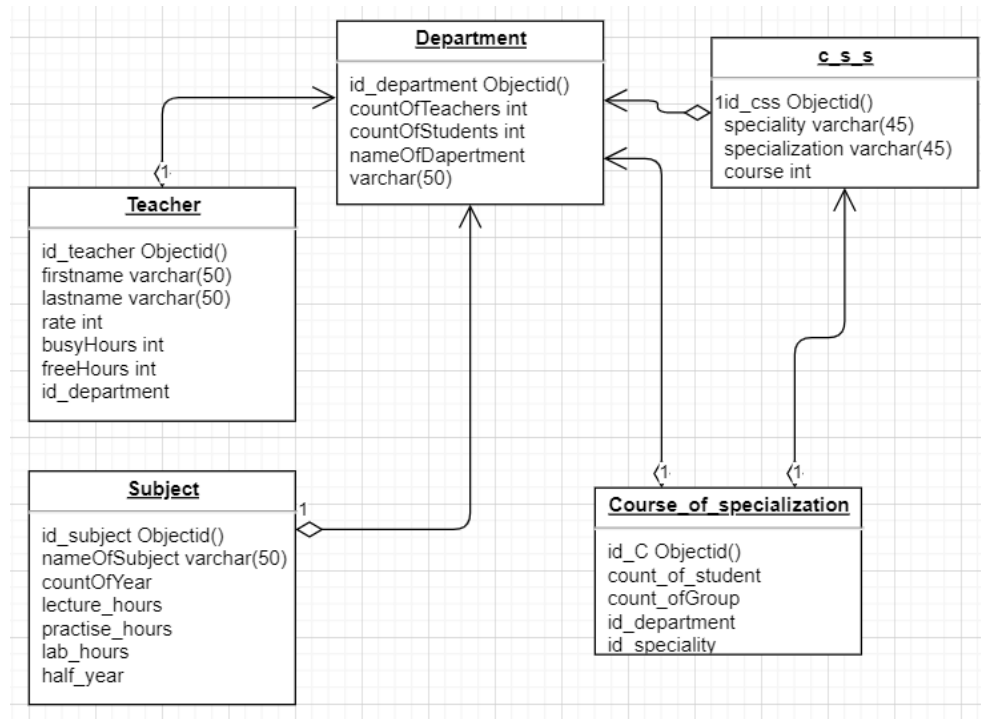 Department
id_department Objectid()
countOfTeachers int
countOfStudents int
nameOfDapertment
varchar(50)
c_s_s
1id_css Objectid()
speciality varchar(45)
specialization varchar(45)
course int
1
Teacher
id_teacher Objectid()
firstname varchar(50)
lastname varchar(50)
rate int
busyHours int
freeHours int
id_department
Subject
1
id_subject Objectid()
nameOfSubject varchar(50)
countOfYear
lecture_hours
practise_hours
lab_hours
half_year
1
1
Course_of_specialization
id_C Objectid()
count_of_student
count_ofGroup
id_department
id_speciality